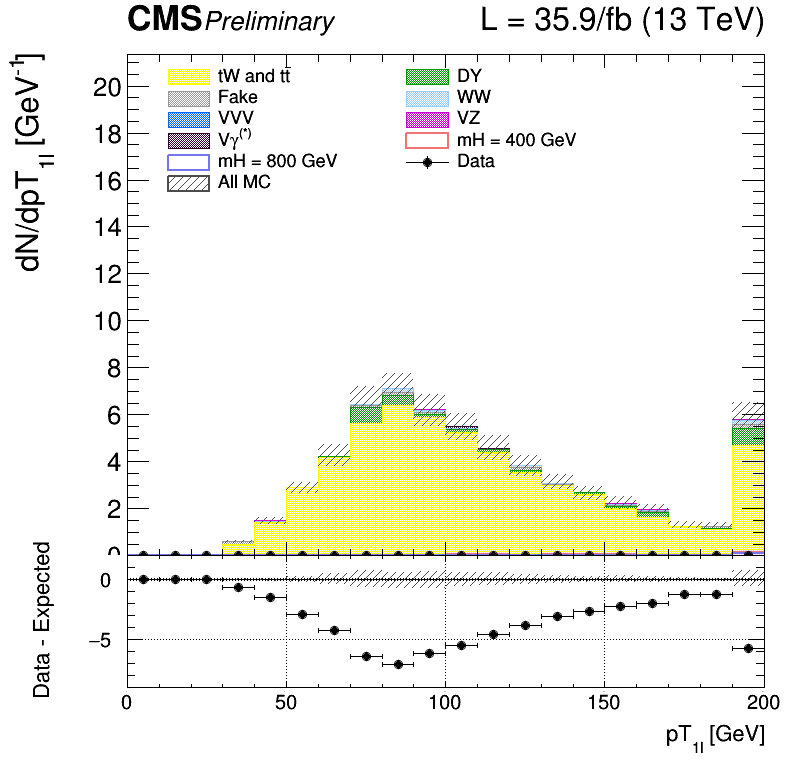 CMS Preliminary L = 35.9/fb (13 TeV)
dN/dpT1l [GeV-1]
tW and tt̄ DY
Fake WW
VVV VZ
Vγ(*) mH = 400 GeV
mH = 800 GeV Data
All MC
20
18
16
14
12
10
8
6
4
2
0
Data - Expected
0
−5
0 50 100 150 200
pT1l [GeV]